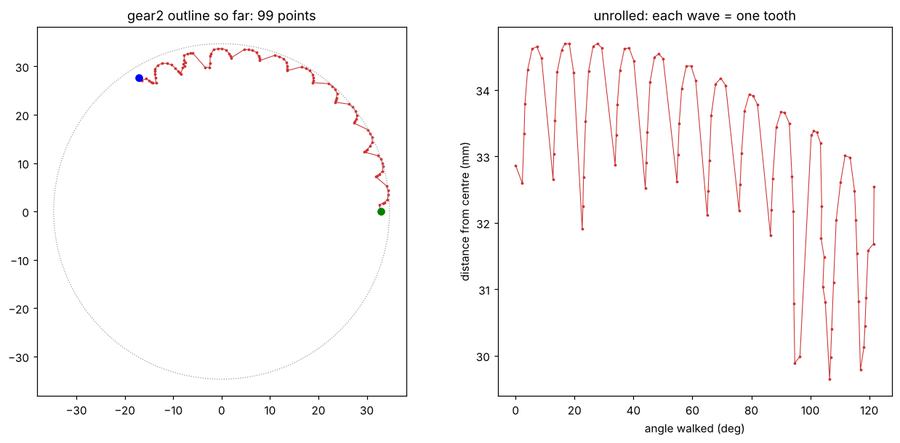 gear2 outline so far: 99 points
30
20
10
0
−10
−20
−30
−30 −20 −10 0 10 20 30
unrolled: each wave = one tooth
distance from centre (mm)
34
33
32
31
30
0 20 40 60 80 100 120
angle walked (deg)